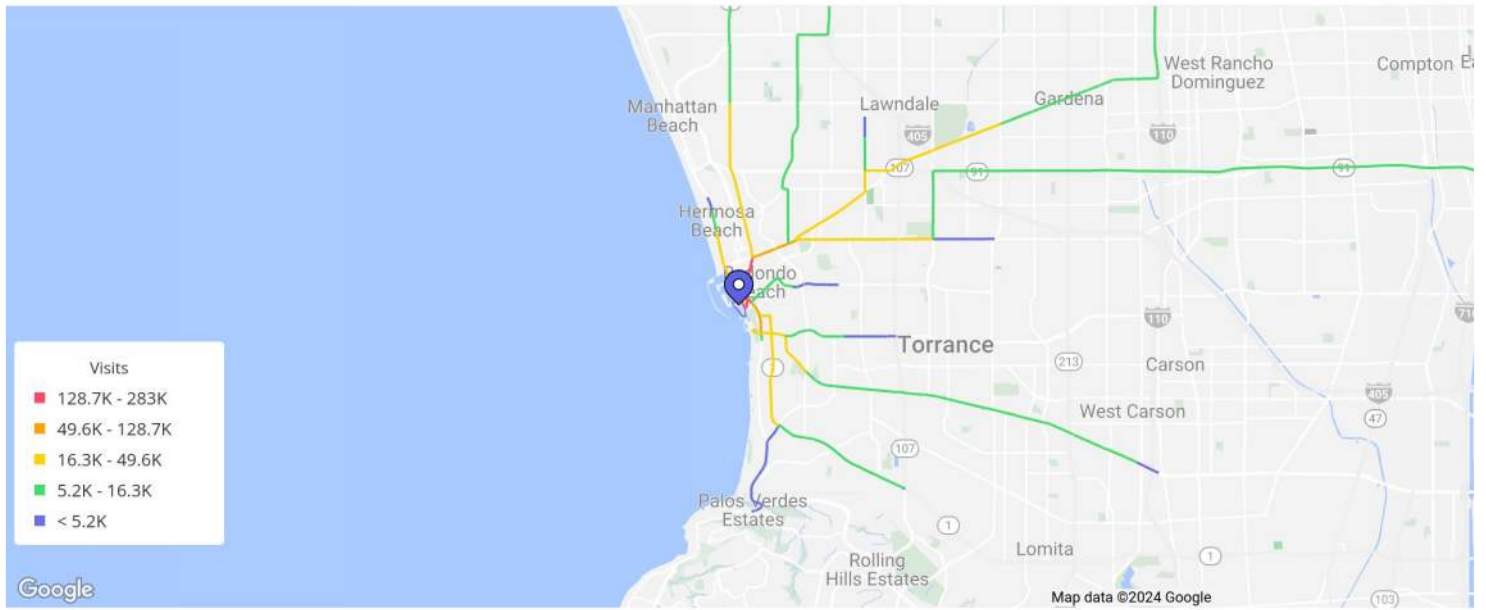 West Rancho
Dominguez
Compton
Manhattan
Beach
Lawndale
Gardena
405
110
107
91
91
Hermosa
Beach
Redondo
Beach
Torrance
110
710
213
Carson
1
405
West Carson
47
107
Palos Verdes
Estates
1
Lomita
1
Rolling
Hills Estates
103
Visits
128.7K - 283K
49.6K - 128.7K
16.3K - 49.6K
5.2K - 16.3K
< 5.2K
Google
Map data ©2024 Google